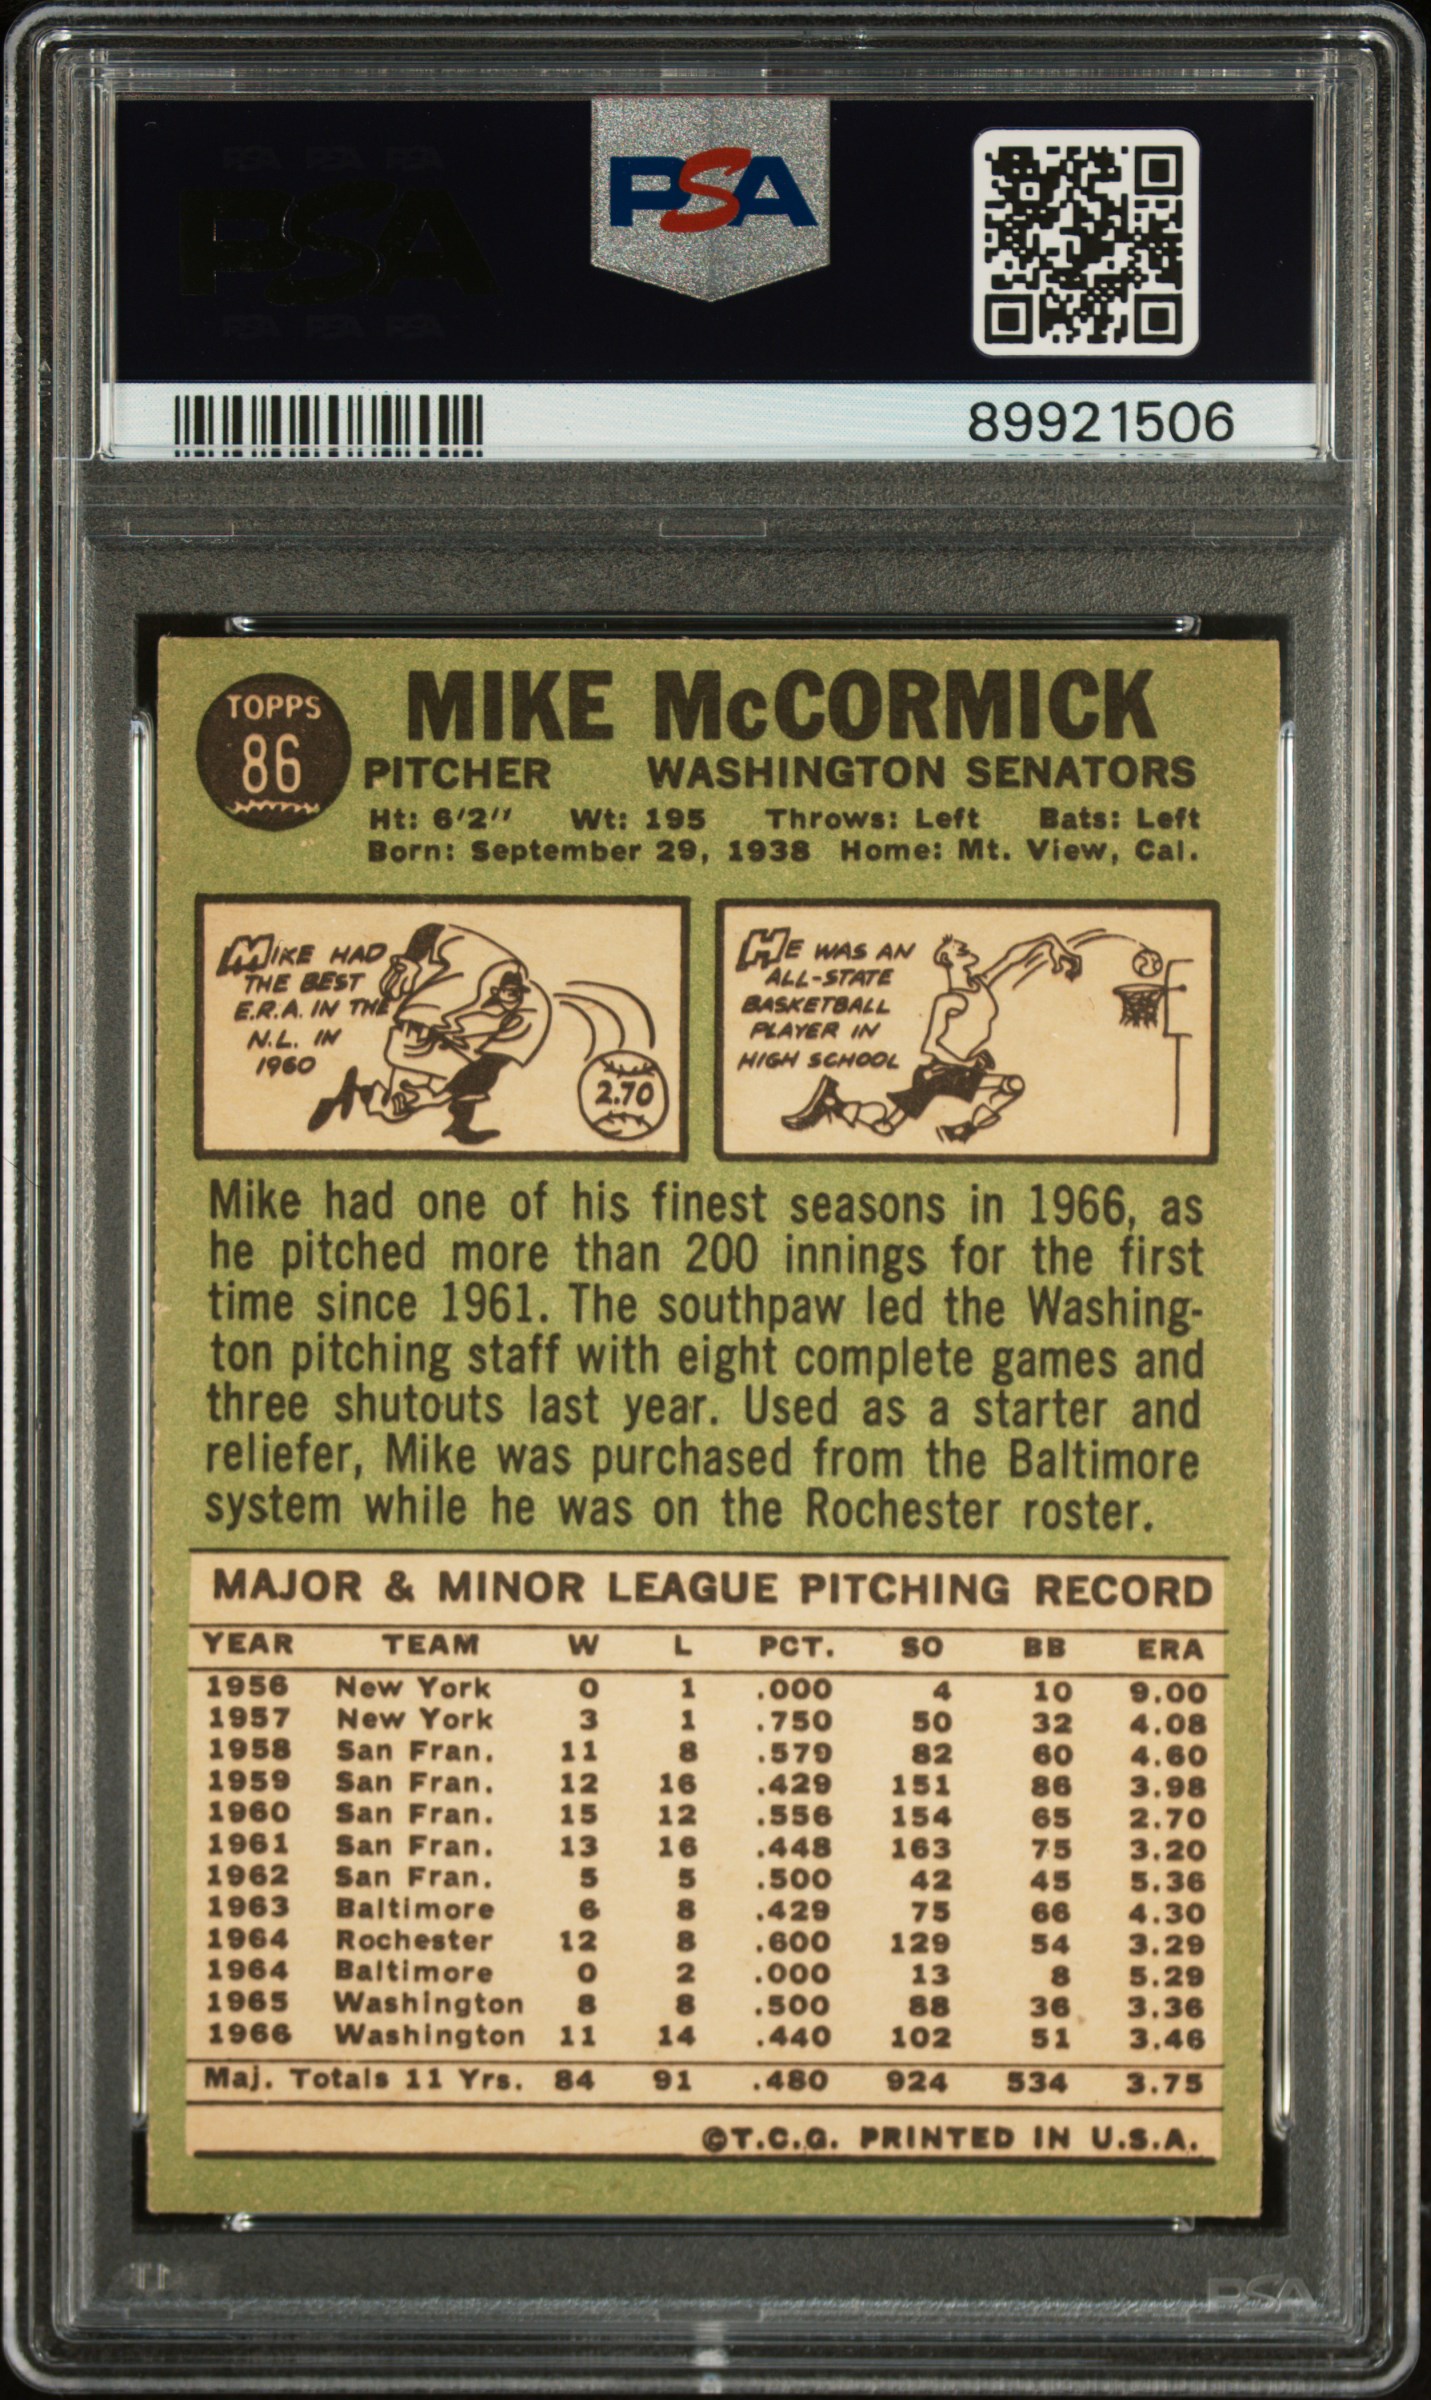 PSA PSA PSA
PSA
PSA PSA PSA
PSA
89921506
TOPPS
86
MIKE McCORMICK
PITCHER WASHINGTON SENATORS
Ht: 6'2" Wt: 195 Throws: Left Bats: Left
Born: September 29, 1938 Home: Mt. View, Cal.
MIKE HAD
THE BEST
E.R.A. IN THE
N.L. IN
1960
2.70
HE WAS AN
ALL-STATE
BASKETBALL
PLAYER IN
HIGH SCHOOL
Mike had one of his finest seasons in 1966, as
he pitched more than 200 innings for the first
time since 1961. The southpaw led the Washing-
ton pitching staff with eight complete games and
three shutouts last year. Used as a starter and
reliefer, Mike was purchased from the Baltimore
system while he was on the Rochester roster.
MAJOR & MINOR LEAGUE PITCHING RECORD
YEAR TEAM W L PCT. SO BB ERA
1956 New York 0 1 .000 4 10 9.00
1957 New York 3 1 .750 50 32 4.08
1958 San Fran. 11 8 .579 82 60 4.60
1959 San Fran. 12 16 .429 151 86 3.98
1960 San Fran. 15 12 .556 154 65 2.70
1961 San Fran. 13 16 .448 163 75 3.20
1962 San Fran. 5 5 .500 42 45 5.36
1963 Baltimore 6 8 .429 75 66 4.30
1964 Rochester 12 8 .600 129 54 3.29
1964 Baltimore 0 2 .000 13 8 5.29
1965 Washington 8 8 .500 88 36 3.36
1966 Washington 11 14 .440 102 51 3.46
Maj. Totals 11 Yrs. 84 91 .480 924 534 3.75
©T.C.G. PRINTED IN U.S.A.
PSA